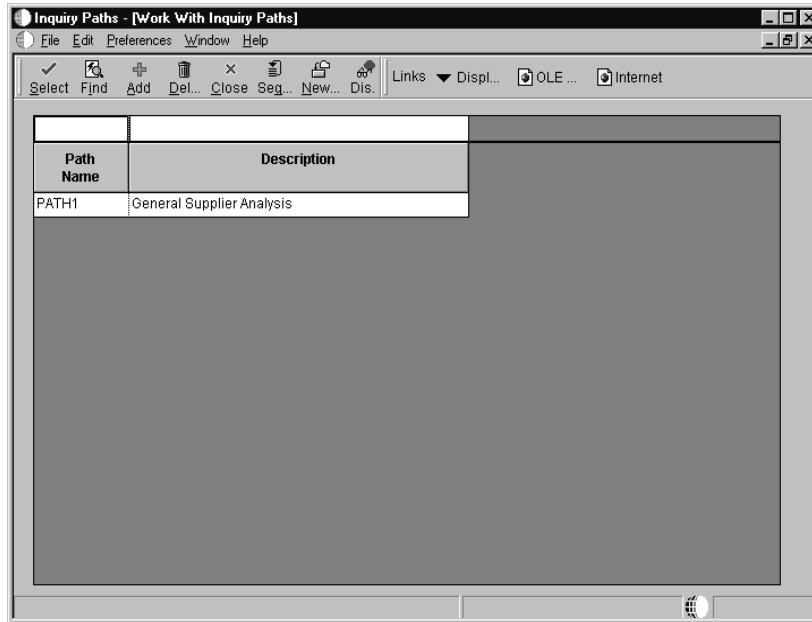 Inquiry Paths - [Work With Inquiry Paths]
File Edit Preferences Window Help
Select Find Add Del... Close Seq... New... Dis. Links Displ... OLE ... Internet
Path Name Description
PATH1 General Supplier Analysis